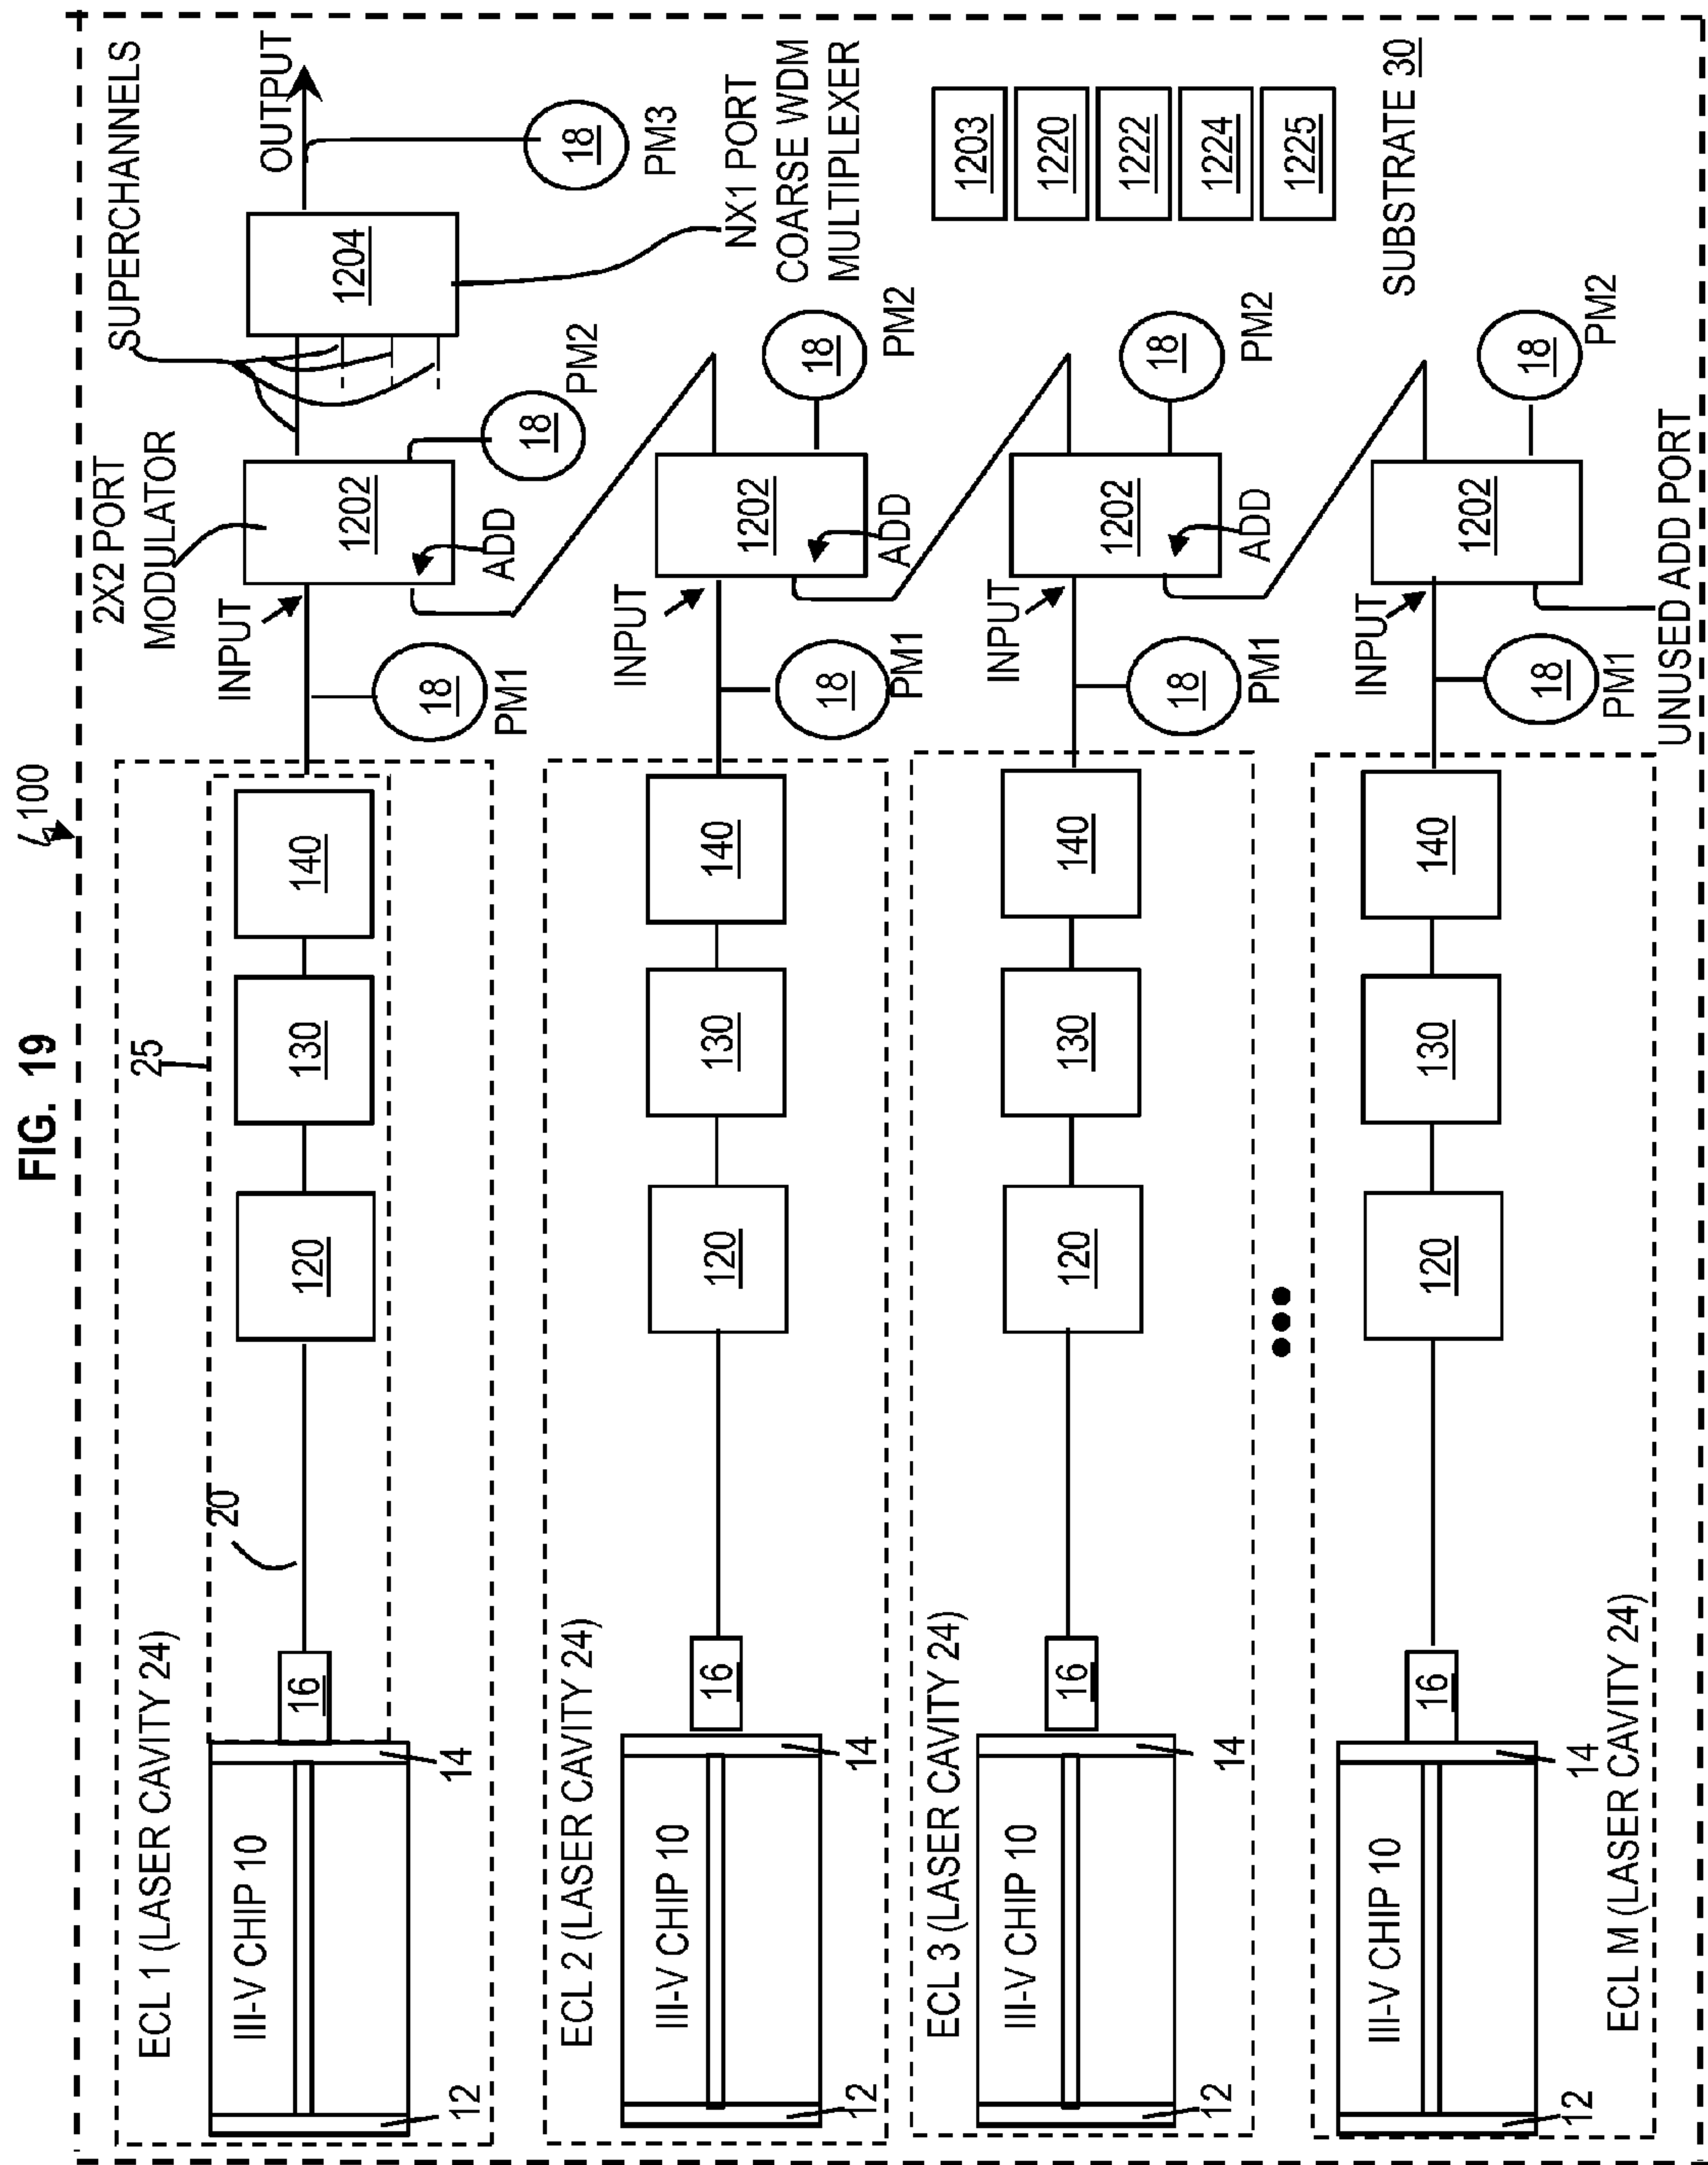 FIG. 19
100
ECL 1 (LASER CAVITY 24)
25
20
III-V CHIP 10
12
14
16
120
130
140
INPUT
18
PM1
2X2 PORT
MODULATOR
1202
ADD
18
PM2
SUPERCHANNELS
1204
OUTPUT
18
PM3
NX1 PORT
COARSE WDM
MULTIPLEXER
ECL 2 (LASER CAVITY 24)
III-V CHIP 10
12
14
16
120
130
140
INPUT
18
PM1
1202
ADD
18
PM2
1203
1220
1222
1224
1225
ECL 3 (LASER CAVITY 24)
III-V CHIP 10
12
14
16
120
130
140
INPUT
18
PM1
1202
ADD
18
PM2
SUBSTRATE 30
III-V CHIP 10
12
14
16
120
130
140
INPUT
18
PM1
1202
18
PM2
ECL M (LASER CAVITY 24)
UNUSED ADD PORT